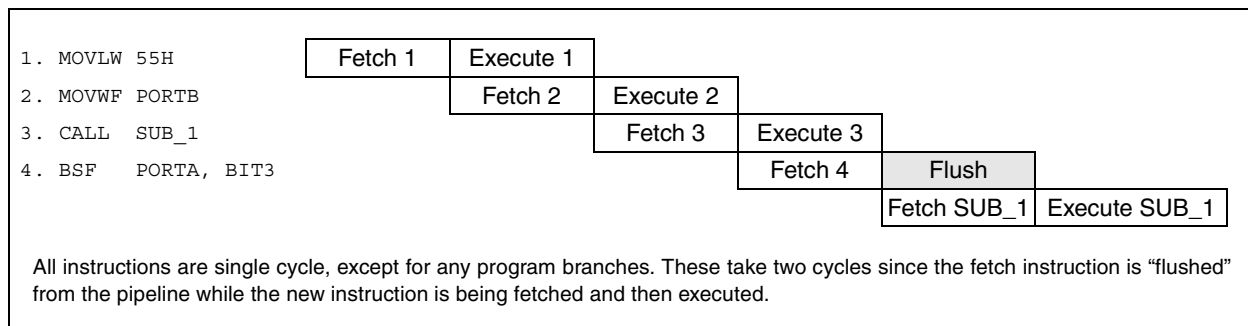 1. MOVLW 55H Fetch 1 Execute 1
2. MOVWF PORTB Fetch 2 Execute 2
3. CALL SUB_1 Fetch 3 Execute 3
4. BSF PORTA, BIT3 Fetch 4 Flush
Fetch SUB_1 Execute SUB_1
All instructions are single cycle, except for any program branches. These take two cycles since the fetch instruction is “flushed”
from the pipeline while the new instruction is being fetched and then executed.